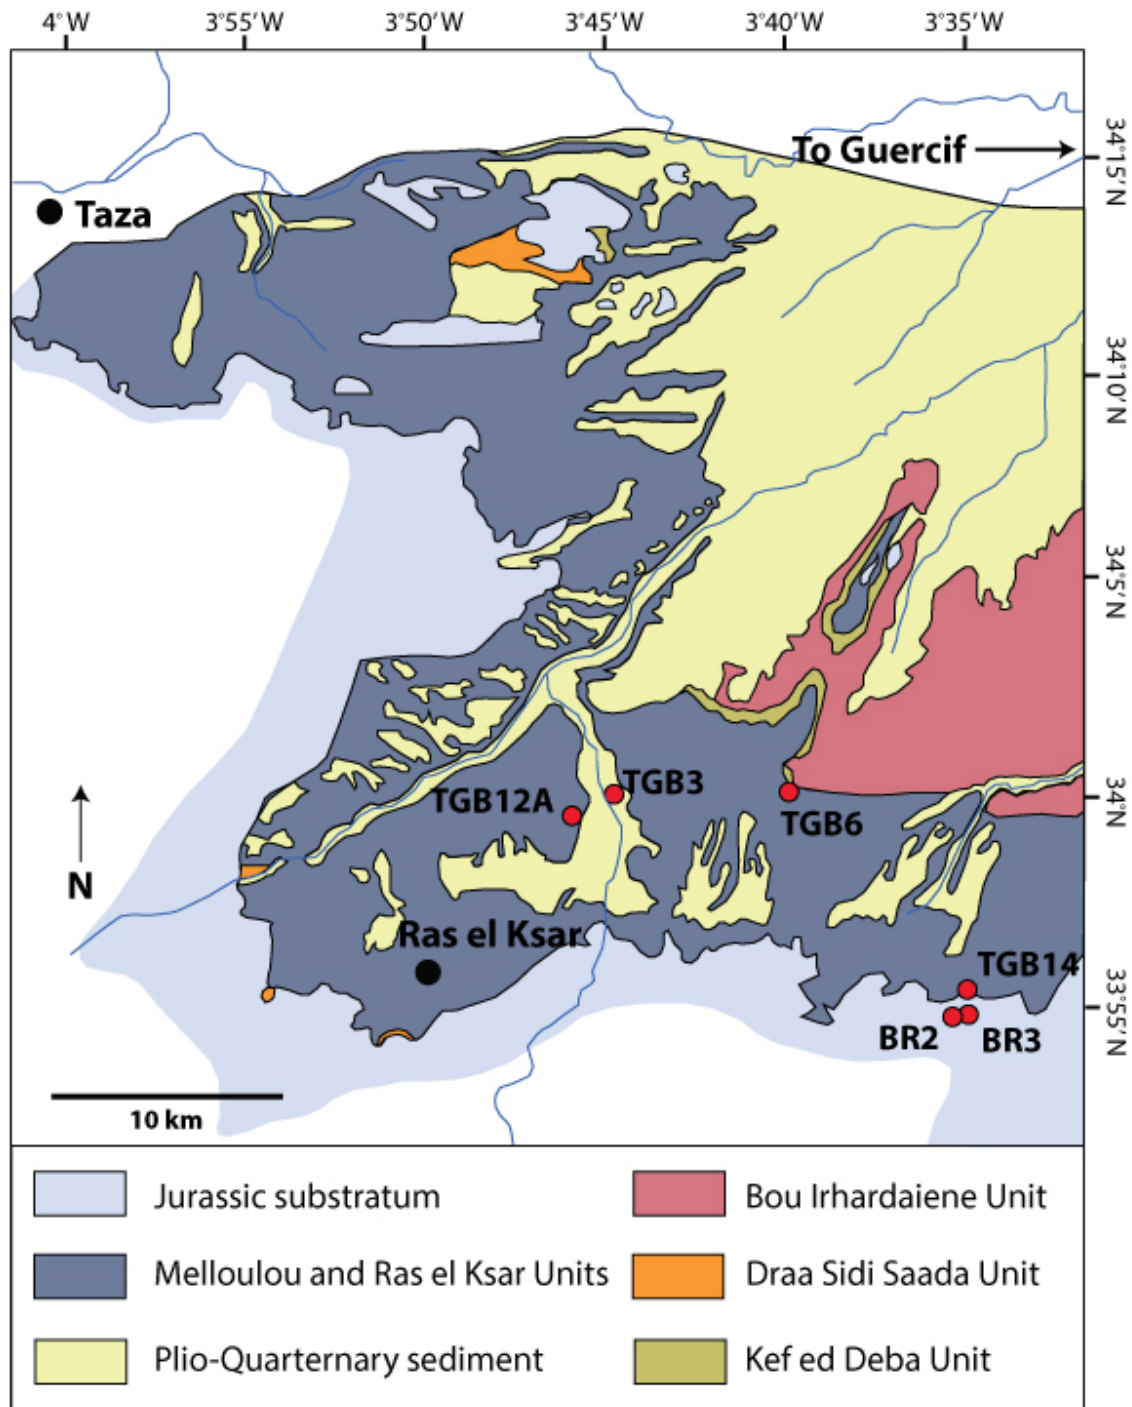 4°W 3°55’W 3°50’W 3°45’W 3°40’W 3°35’W
To Guercif
34°15’N
Taza
34°10’N
34°5’N
TGB3
TGB12A
TGB6
34°N
N
Ras el Ksar
TGB14
33°55’N
BR2 BR3
10 km
Jurassic substratum
Bou Irhardaiene Unit
Melloulou and Ras el Ksar Units
Draa Sidi Saada Unit
Plio-Quarternary sediment
Kef ed Deba Unit